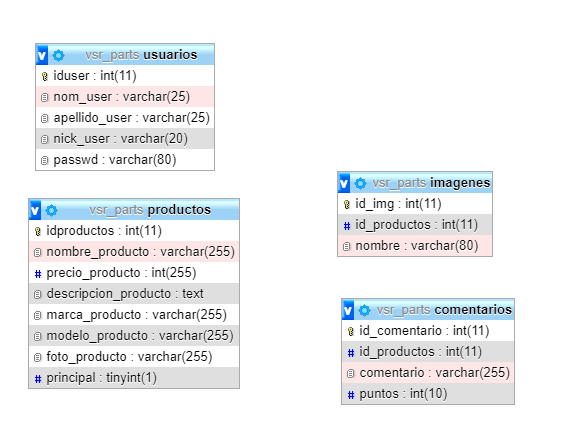 v vsr_parts usuarios
iduser : int(11)
nom_user : varchar(25)
apellido_user : varchar(25)
nick_user : varchar(20)
passwd : varchar(80)
v vsr_parts productos
idproductos : int(11)
nombre_producto : varchar(255)
# precio_producto : int(255)
descripcion_producto : text
marca_producto : varchar(255)
modelo_producto : varchar(255)
foto_producto : varchar(255)
# principal : tinyint(1)
v vsr_parts imagenes
id_img : int(11)
# id_productos : int(11)
nombre : varchar(80)
v vsr_parts comentarios
id_comentario : int(11)
# id_productos : int(11)
comentario : varchar(255)
# puntos : int(10)